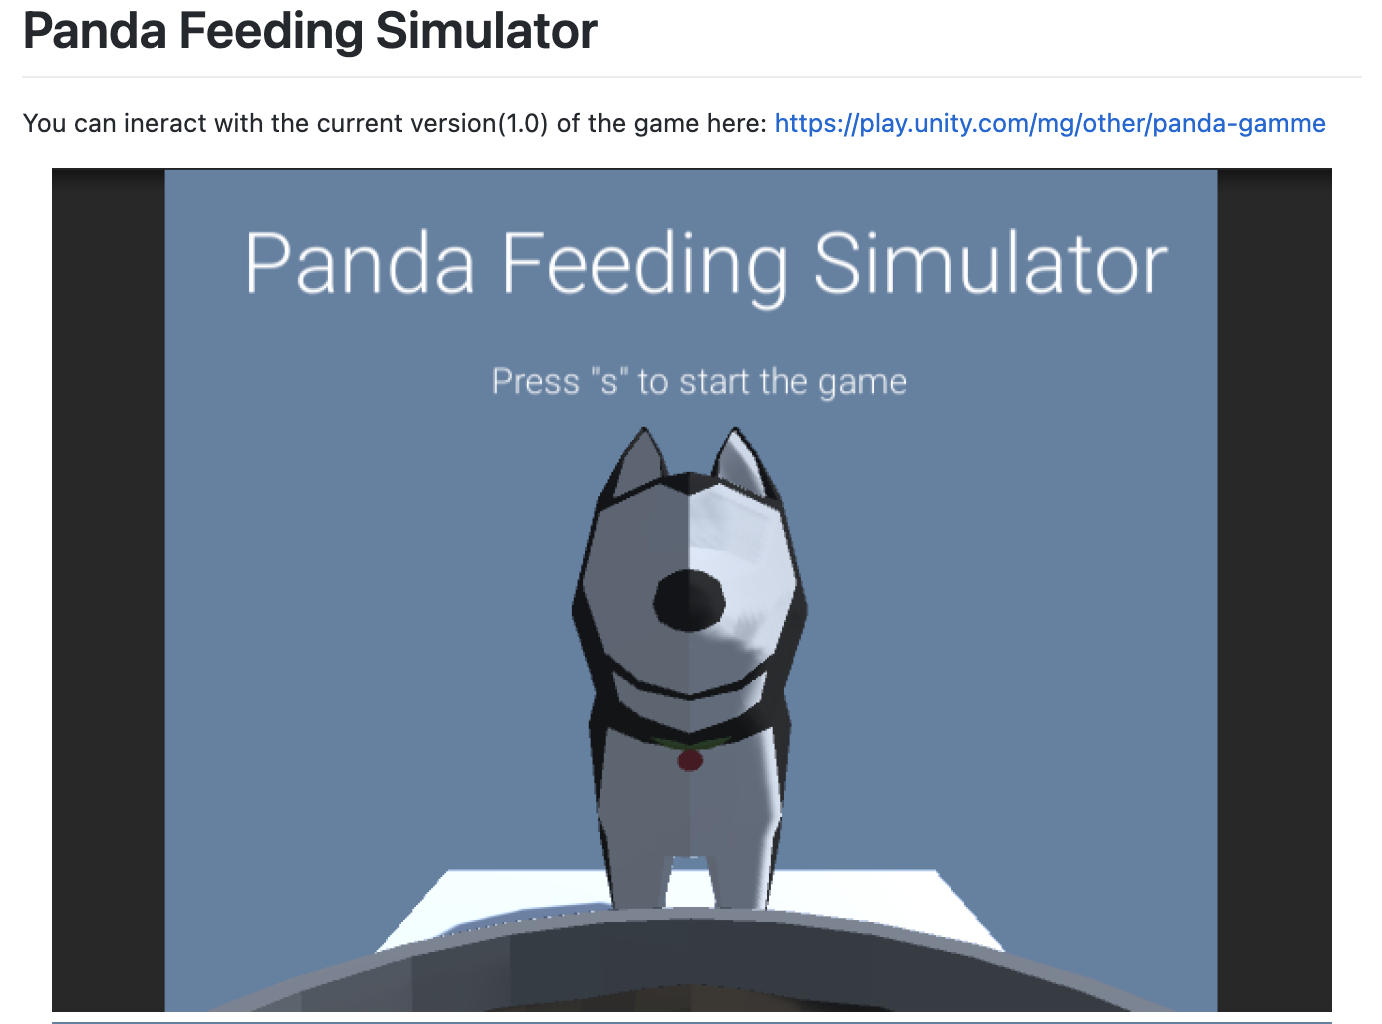 Panda Feeding Simulator
You can ineract with the current version(1.0) of the game here: https://play.unity.com/mg/other/panda-gamme
Panda Feeding Simulator
Press "s" to start the game